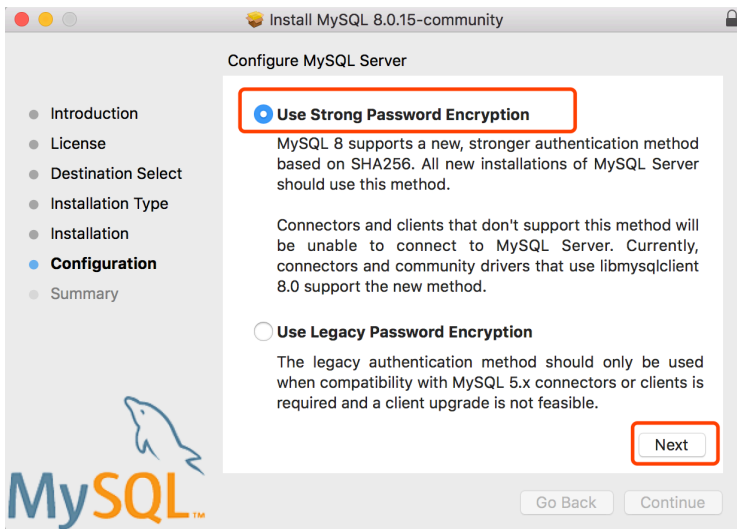 Install MySQL 8.0.15-community
Configure MySQL Server
Introduction
License
Destination Select
Installation Type
Installation
Configuration
Summary
Use Strong Password Encryption
MySQL 8 supports a new, stronger authentication method
based on SHA256. All new installations of MySQL Server
should use this method.
Connectors and clients that don't support this method will
be unable to connect to MySQL Server. Currently,
connectors and community drivers that use libmysqlclient
8.0 support the new method.
Use Legacy Password Encryption
The legacy authentication method should only be used
when compatibility with MySQL 5.x connectors or clients is
required and a client upgrade is not feasible.
Next
MySQL™
Go Back
Continue